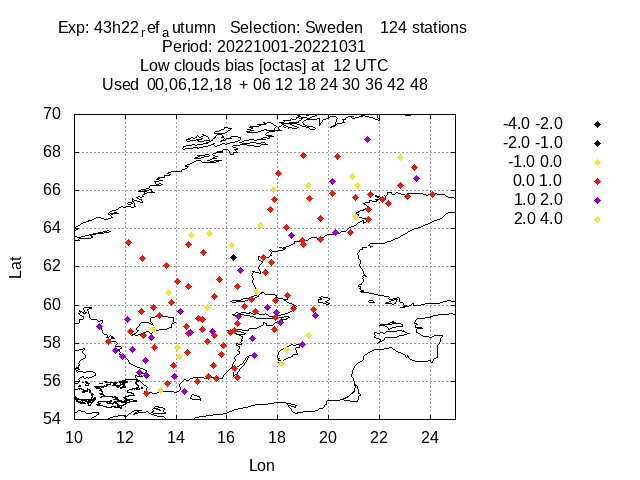 Exp: 43h22ref a utumn   Selection: Sweden    124 stations
Period: 20221001-20221031
Low clouds bias [octas] at  12 UTC
Used  00,06,12,18  + 06 12 18 24 30 36 42 48
-4.0 -2.0
-2.0 -1.0
-1.0 0.0
0.0 1.0
1.0 2.0
2.0 4.0
70
68
66
64
62
60
58
56
54
Lat
10 12 14 16 18 20 22 24
Lon